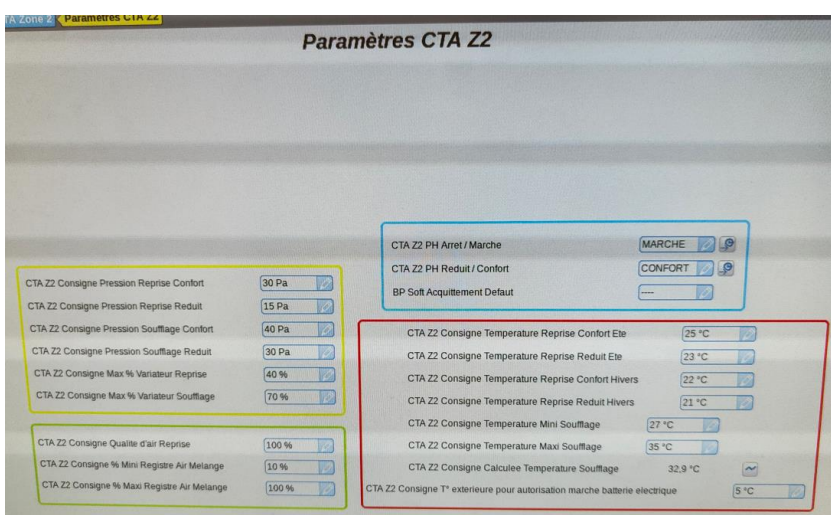 TA Zone 2 Paramètres CTA Z2
Paramètres CTA Z2
CTA Z2 PH Arret / Marche MARCHE
CTA Z2 PH Reduit / Confort CONFORT
BP Soft Acquittement Defaut ----
CTA Z2 Consigne Pression Reprise Confort 30 Pa
CTA Z2 Consigne Pression Reprise Reduit 15 Pa
CTA Z2 Consigne Pression Soufflage Confort 40 Pa
CTA Z2 Consigne Pression Soufflage Reduit 30 Pa
CTA Z2 Consigne Max % Variateur Reprise 40 %
CTA Z2 Consigne Max % Variateur Soufflage 70 %
CTA Z2 Consigne Temperature Reprise Confort Ete 25 °C
CTA Z2 Consigne Temperature Reprise Reduit Ete 23 °C
CTA Z2 Consigne Temperature Reprise Confort Hivers 22 °C
CTA Z2 Consigne Temperature Reprise Reduit Hivers 21 °C
CTA Z2 Consigne Temperature Mini Soufflage 27 °C
CTA Z2 Consigne Temperature Maxi Soufflage 35 °C
CTA Z2 Consigne Calculee Temperature Soufflage 32,9 °C
CTA Z2 Consigne T° exterieure pour autorisation marche batterie electrique 5 °C
CTA Z2 Consigne Qualite d'air Reprise 100 %
CTA Z2 Consigne % Mini Registre Air Melange 10 %
CTA Z2 Consigne % Maxi Registre Air Melange 100 %